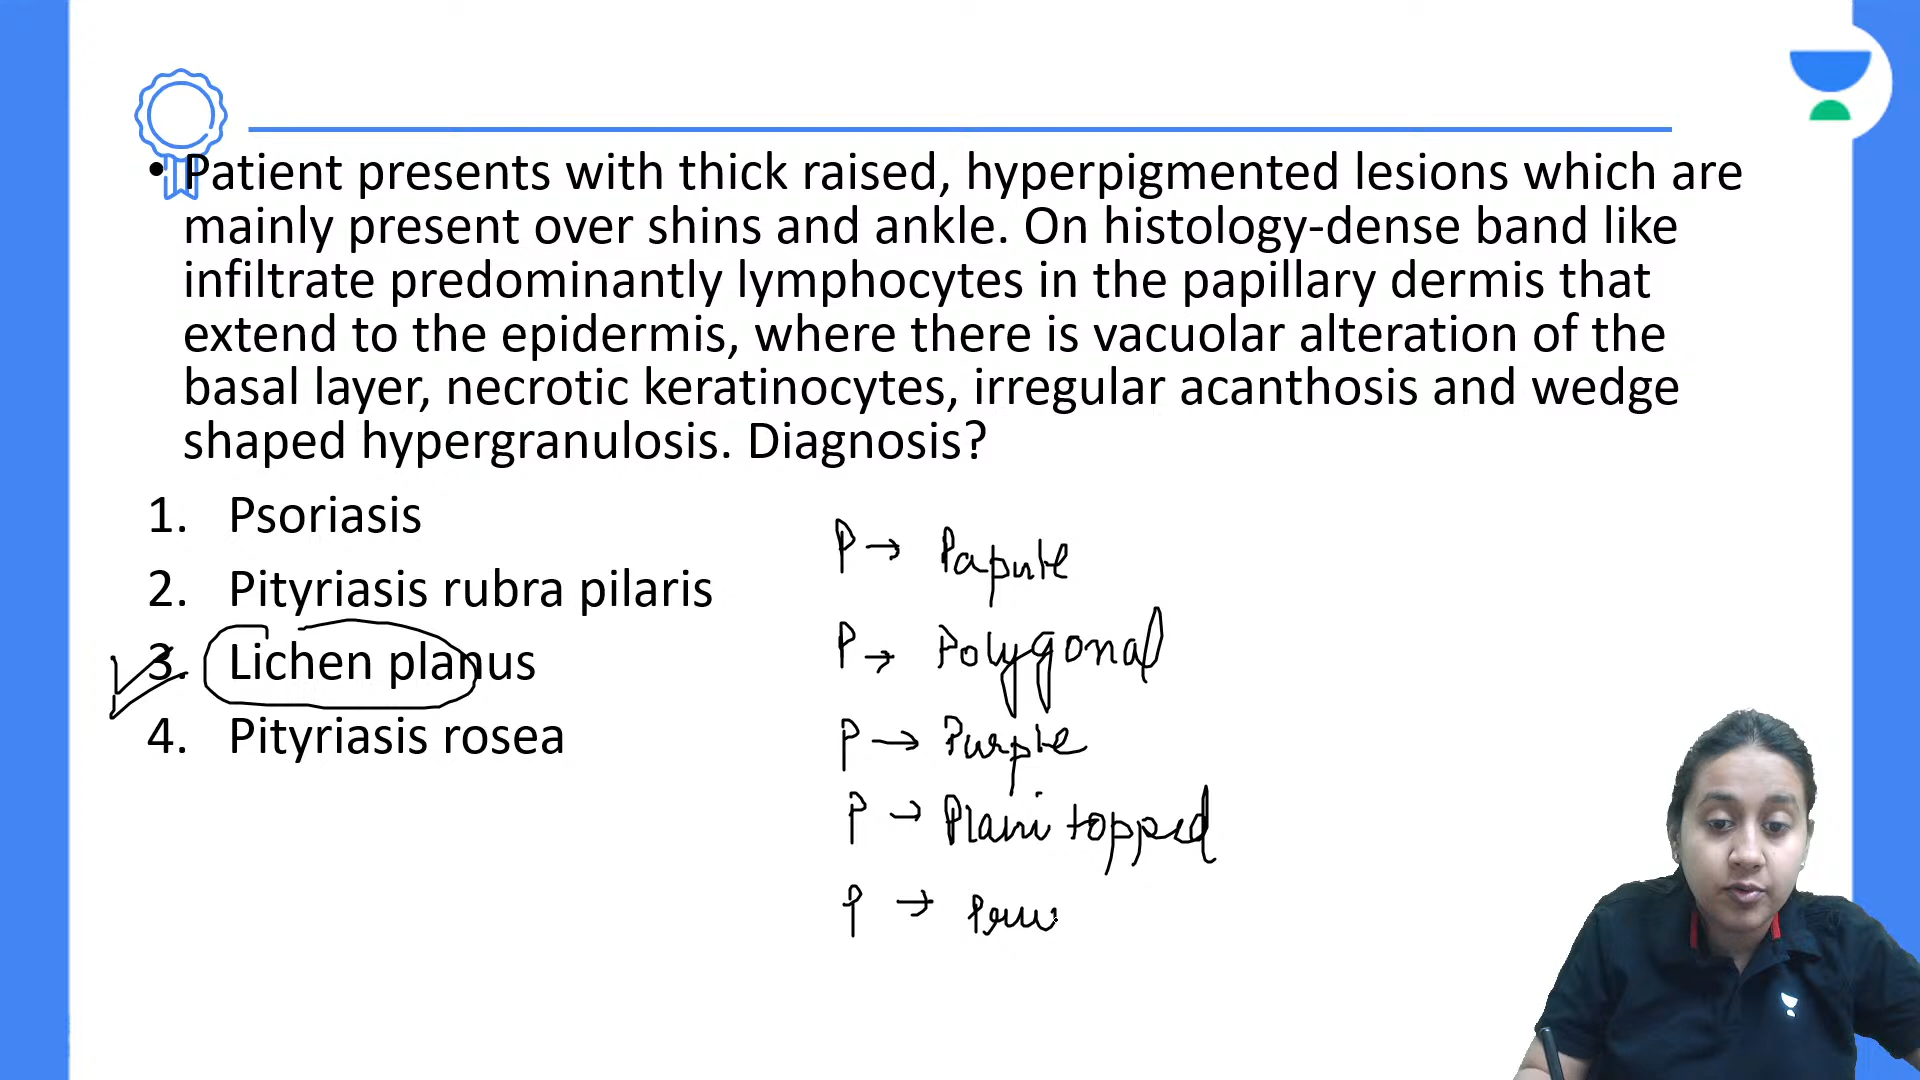 • Patient presents with thick raised, hyperpigmented lesions which are
mainly present over shins and ankle. On histology-dense band like
infiltrate predominantly lymphocytes in the papillary dermis that
extend to the epidermis, where there is vacuolar alteration of the
basal layer, necrotic keratinocytes, irregular acanthosis and wedge
shaped hypergranulosis. Diagnosis?
1. Psoriasis
2. Pityriasis rubra pilaris
3. Lichen planus
4. Pityriasis rosea
P → Papule
P → Polygonal
P → Purple
P → Plain topped
P →